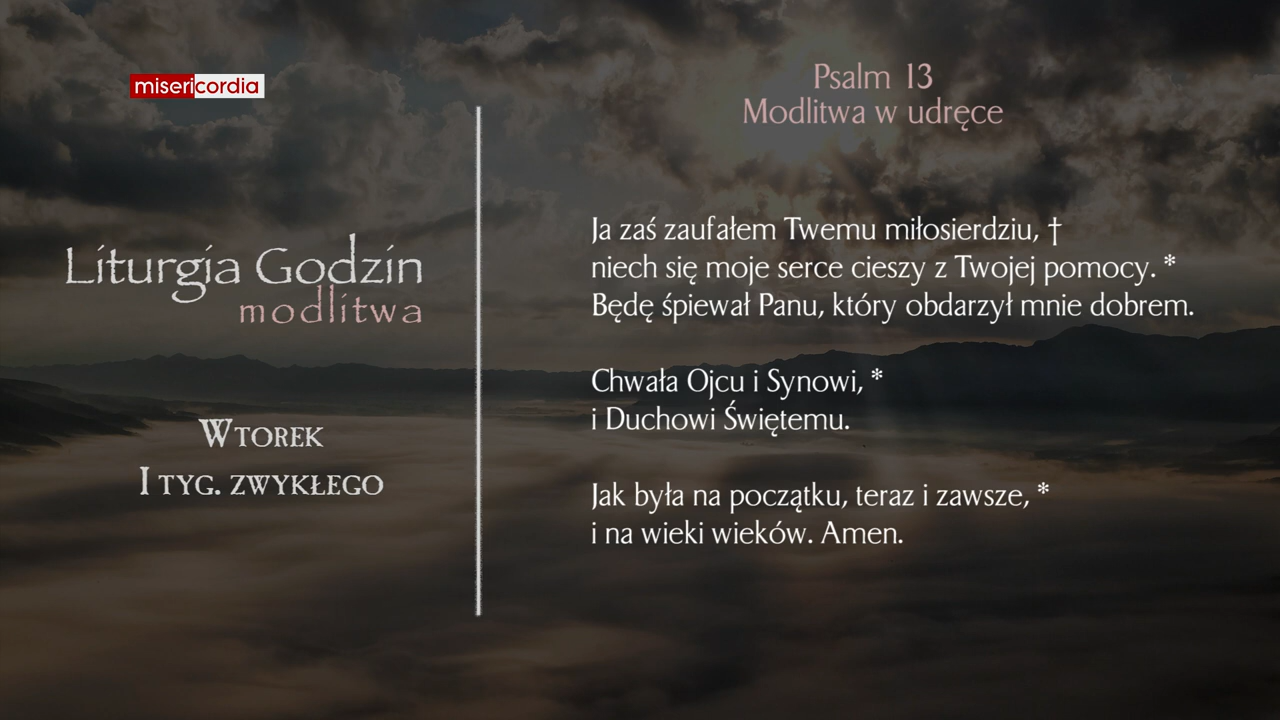 misericordia
Liturgia Godzin
modlitwa
Wtorek
I tyg. zwykłego
Psalm 13
Modlitwa w udręce
Ja zaś zaufałem Twemu miłosierdziu, †
niech się moje serce cieszy z Twojej pomocy. *
Będę śpiewał Panu, który obdarzył mnie dobrem.
Chwała Ojcu i Synowi, *
i Duchowi Świętemu.
Jak była na początku, teraz i zawsze, *
i na wieki wieków. Amen.